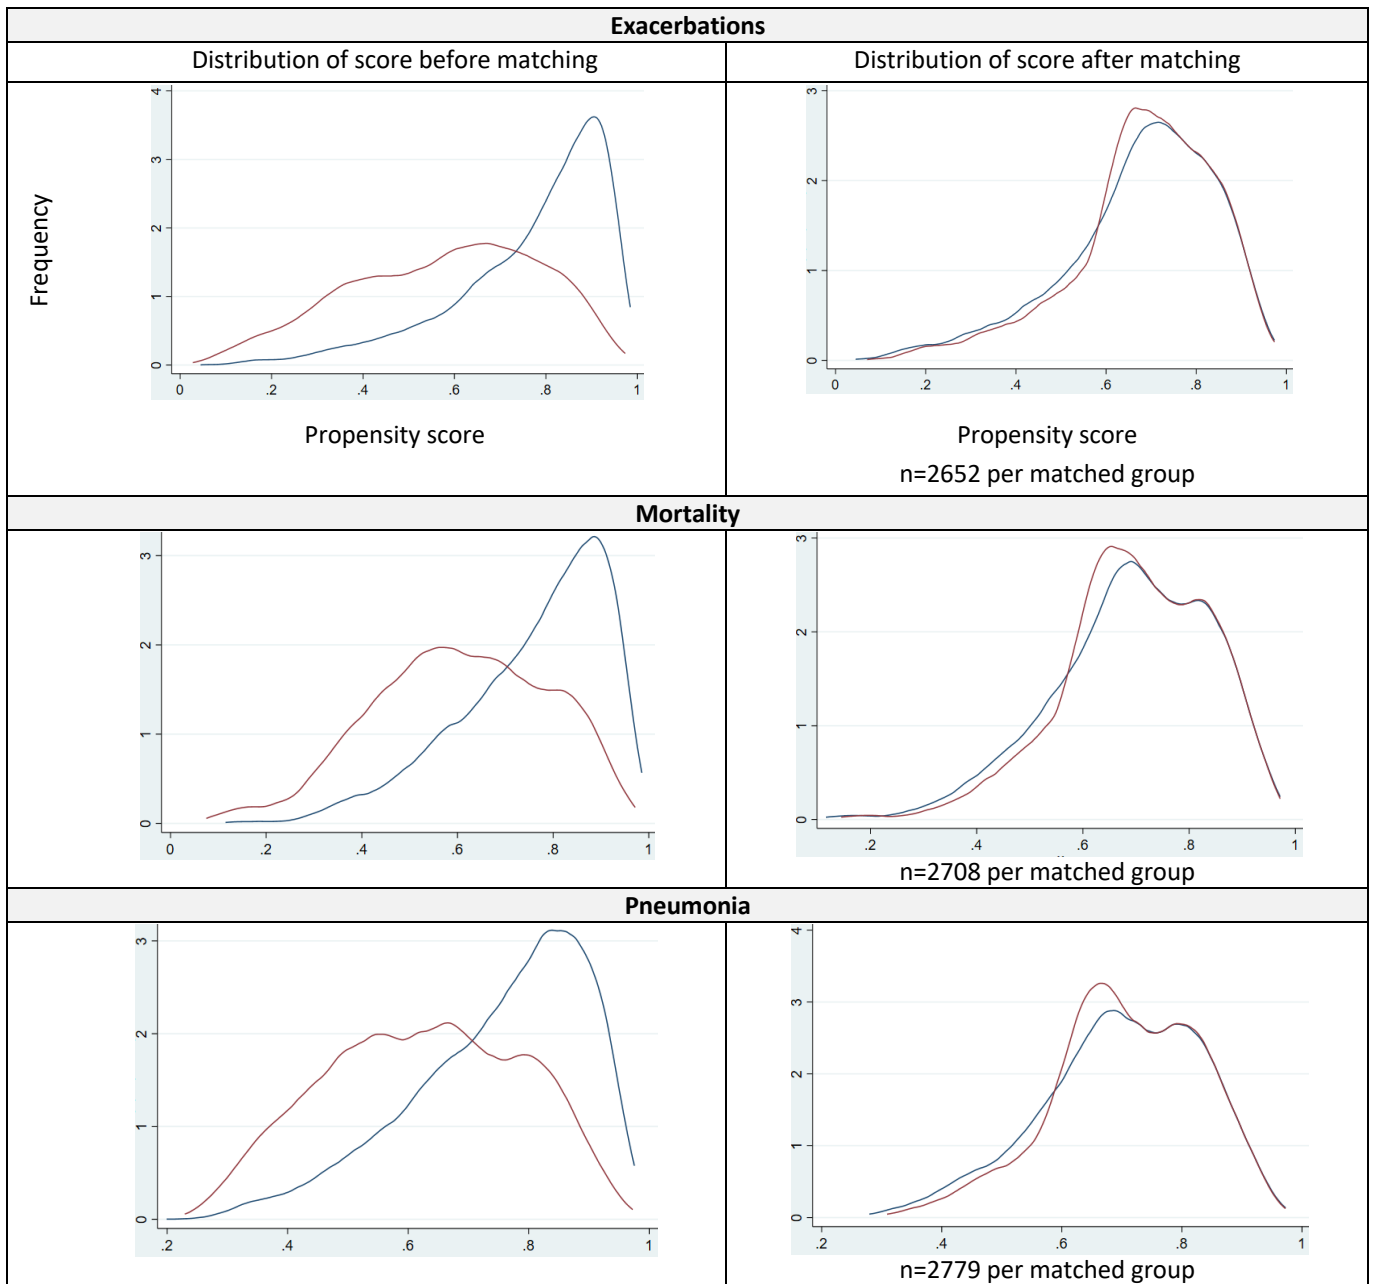 Exacerbations
Distribution of score before matching
Distribution of score after matching
Frequency
4
3
2
1
0
0 .2 .4 .6 .8 1
Propensity score
3
2
1
0
0 .2 .4 .6 .8 1
Propensity score
n=2652 per matched group
Mortality
3
2
1
0
0 .2 .4 .6 .8 1
3
2
1
0
.2 .4 .6 .8 1
n=2708 per matched group
Pneumonia
3
2
1
0
.2 .4 .6 .8 1
4
3
2
1
0
.2 .4 .6 .8 1
n=2779 per matched group